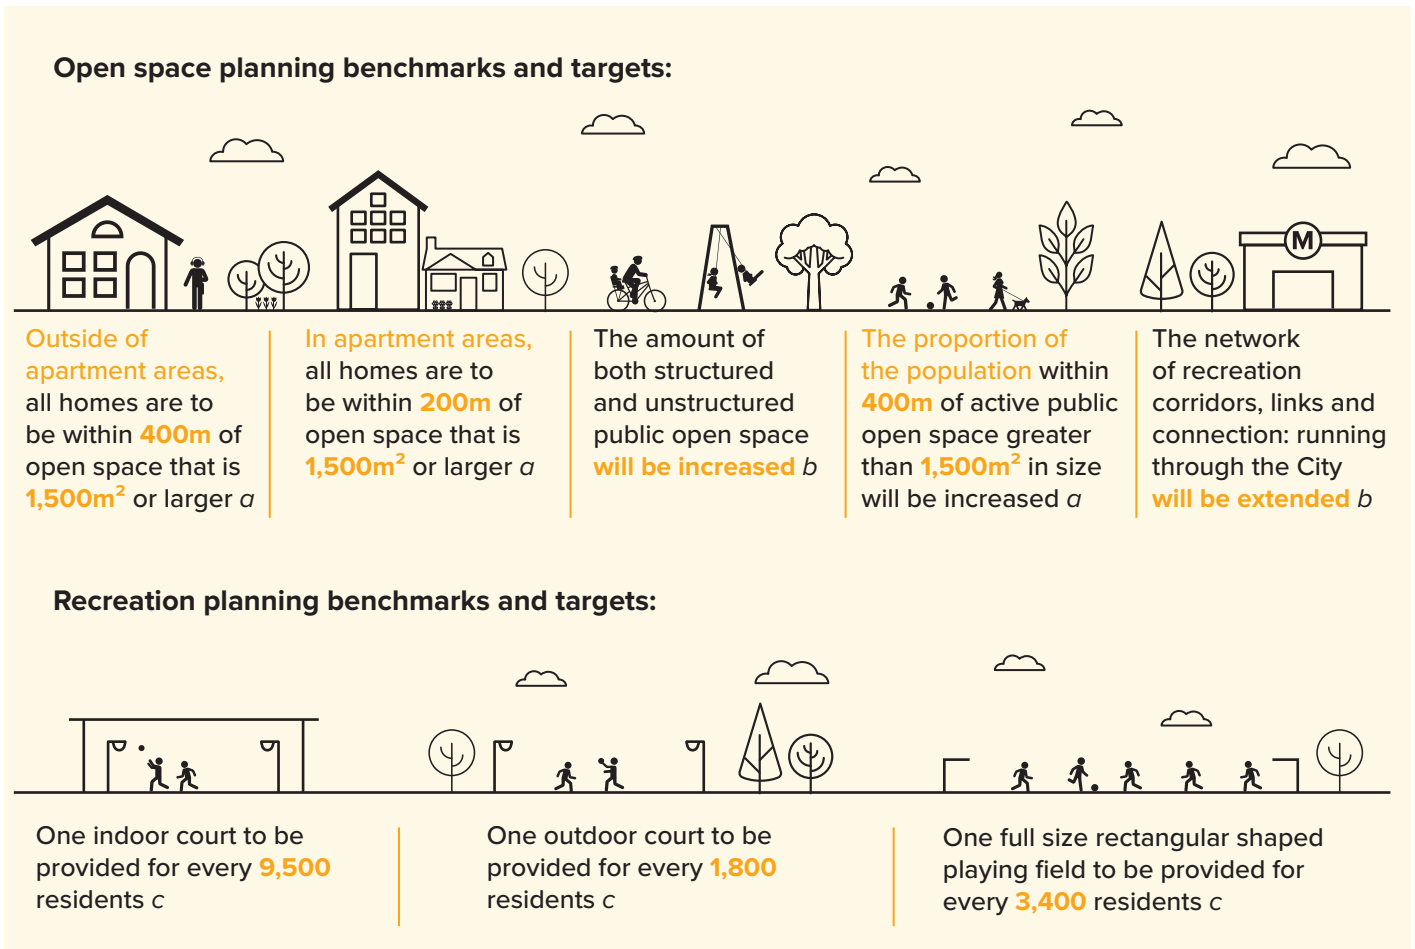 Open space planning benchmarks and targets:
M
Outside of
apartment areas,
all homes are to
be within 400m of
open space that is
1,500m² or larger a
In apartment areas,
all homes are to
be within 200m of
open space that is
1,500m² or larger a
The amount of
both structured
and unstructured
public open space
will be increased b
The proportion of
the population within
400m of active public
open space greater
than 1,500m² in size
will be increased a
The network
of recreation
corridors, links and
connection: running
through the City
will be extended b
Recreation planning benchmarks and targets:
One indoor court to be
provided for every 9,500
residents c
One outdoor court to be
provided for every 1,800
residents c
One full size rectangular shaped
playing field to be provided for
every 3,400 residents c